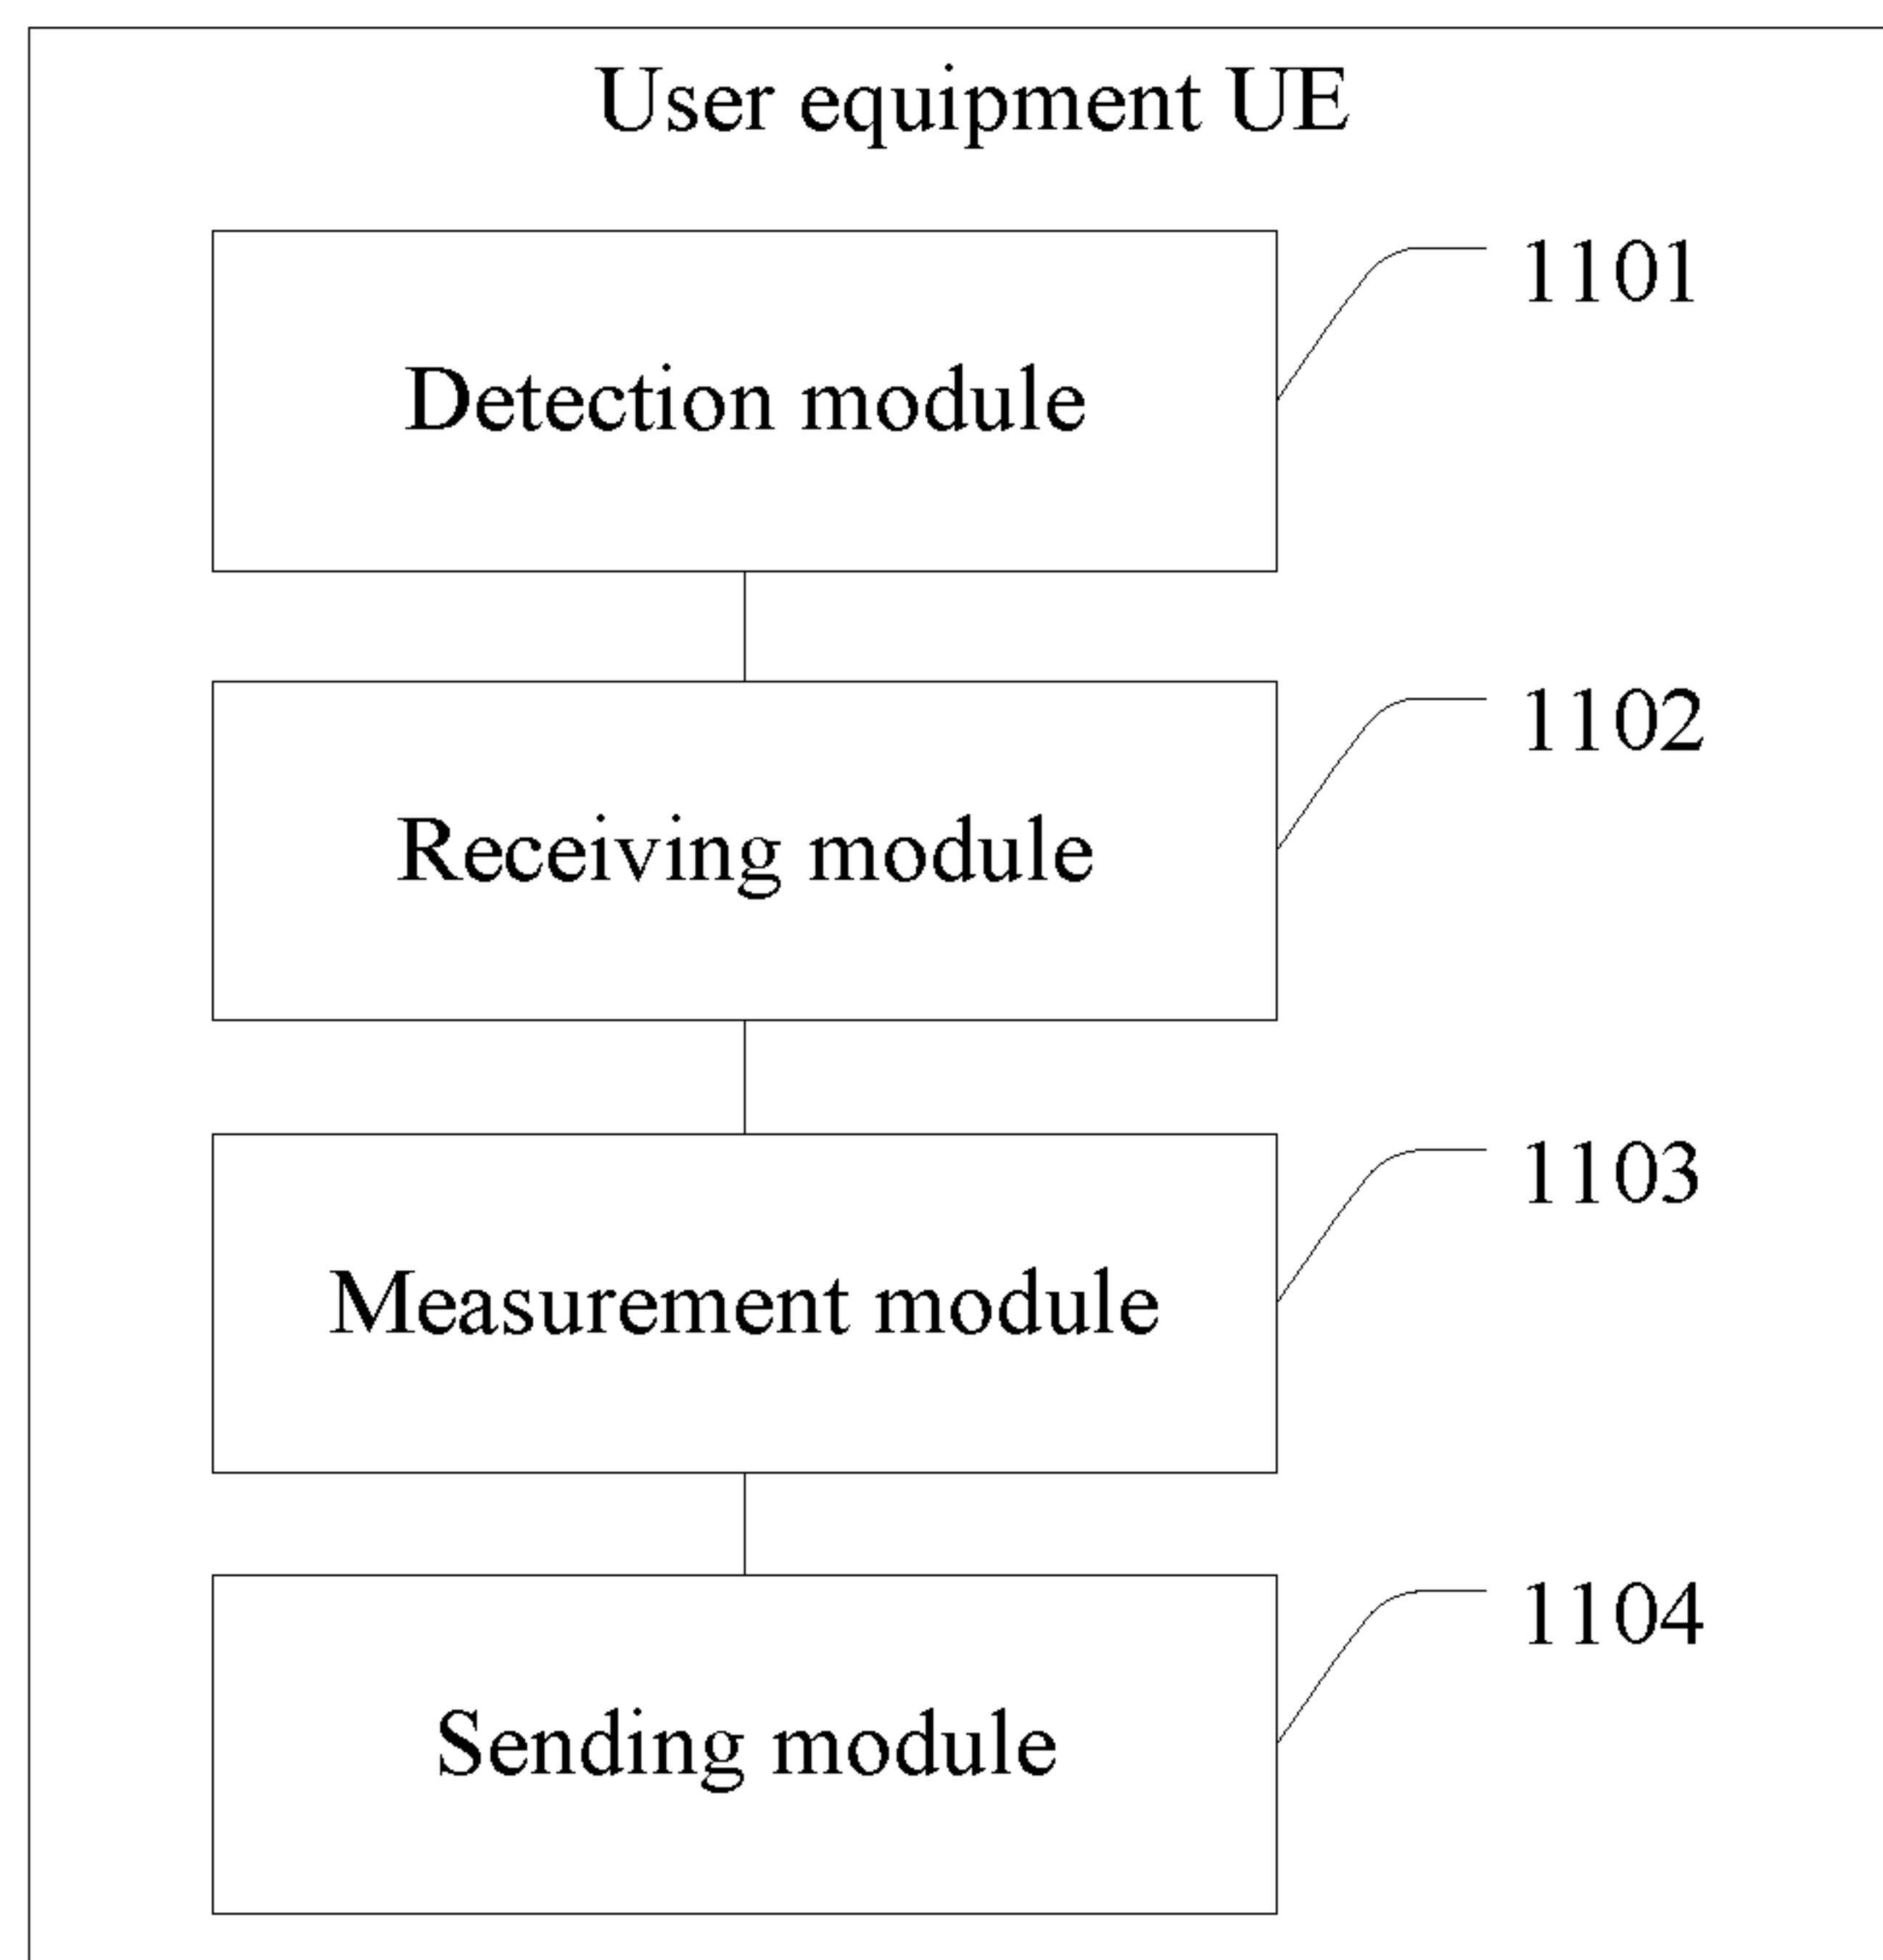 User equipment UE
1101
Detection module
1102
Receiving module
1103
Measurement module
1104
Sending module